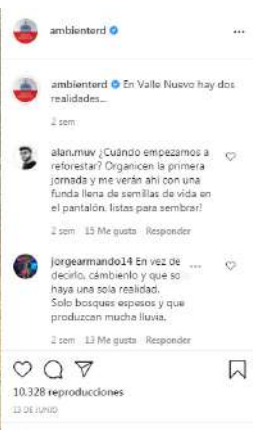 ambienterd
...
ambienterd En Valle Nuevo hay dos
realidades...
2 sem
alan.muv ¿Cuándo empezamos a
reforestar? Organicen la primera
jornada y me verán ahí con una
funda llena de semillas de vida en
el pantalón, listas para sembrar!
2 sem 15 Me gusta Responder
jorgearmando14 En vez de ...
decirlo, cámbienlo y que so
haya una sola realidad.
Solo bosques espesos y que
produzcan mucha lluvia.
2 sem 13 Me gusta Responder
10.328 reproducciones
13 DE JUNIO